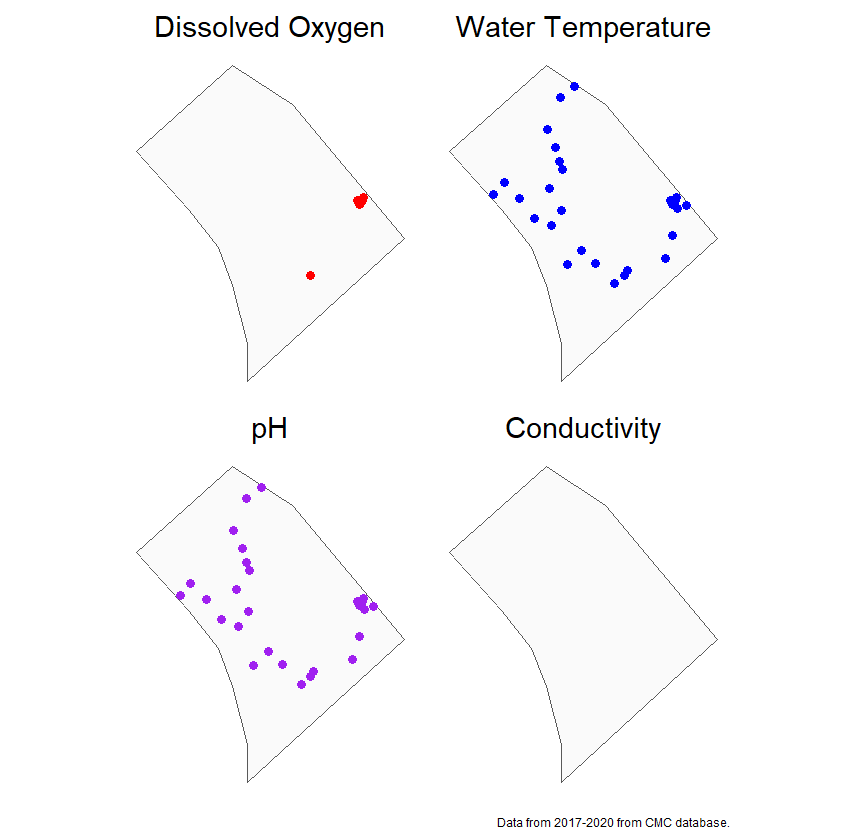 Dissolved Oxygen
Water Temperature
pH
Conductivity
Data from 2017-2020 from CMC database.